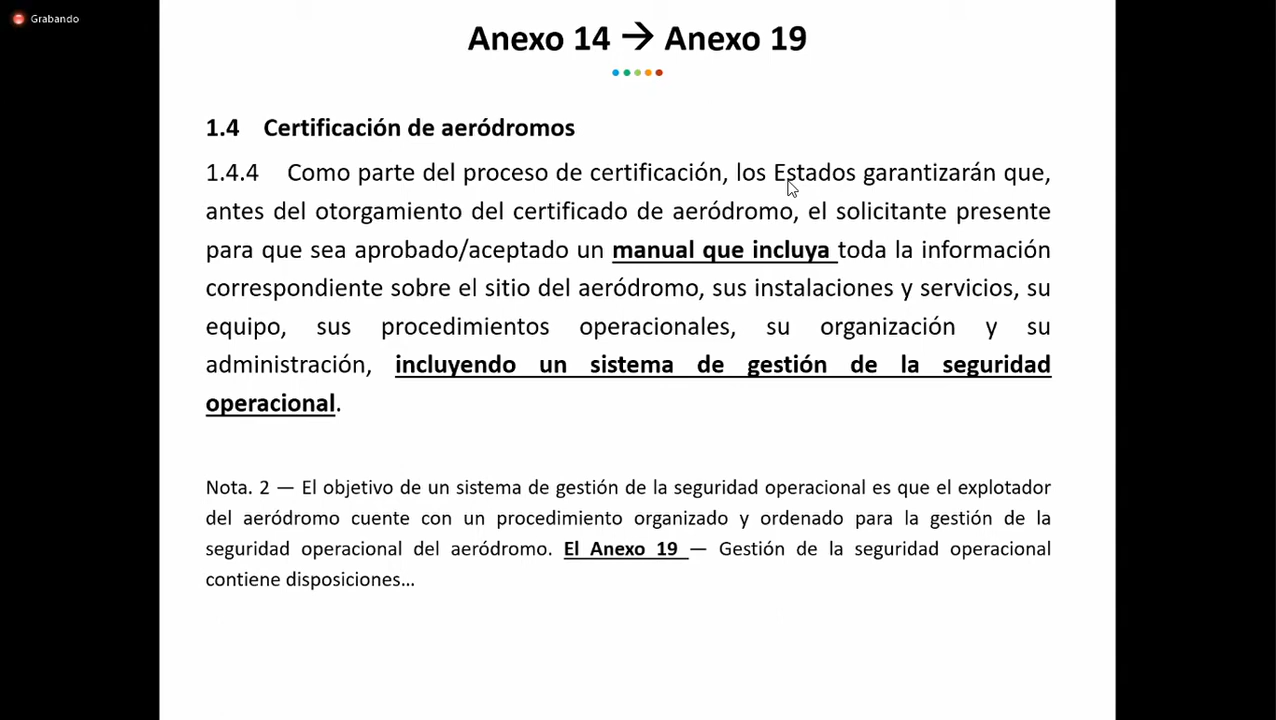 Grabando
Anexo 14 → Anexo 19
1.4 Certificación de aeródromos
1.4.4 Como parte del proceso de certificación, los Estados garantizarán que,
antes del otorgamiento del certificado de aeródromo, el solicitante presente
para que sea aprobado/aceptado un manual que incluya toda la información
correspondiente sobre el sitio del aeródromo, sus instalaciones y servicios, su
equipo, sus procedimientos operacionales, su organización y su
administración, incluyendo un sistema de gestión de la seguridad
operacional.
Nota. 2 — El objetivo de un sistema de gestión de la seguridad operacional es que el explotador
del aeródromo cuente con un procedimiento organizado y ordenado para la gestión de la
seguridad operacional del aeródromo. El Anexo 19 — Gestión de la seguridad operacional
contiene disposiciones…